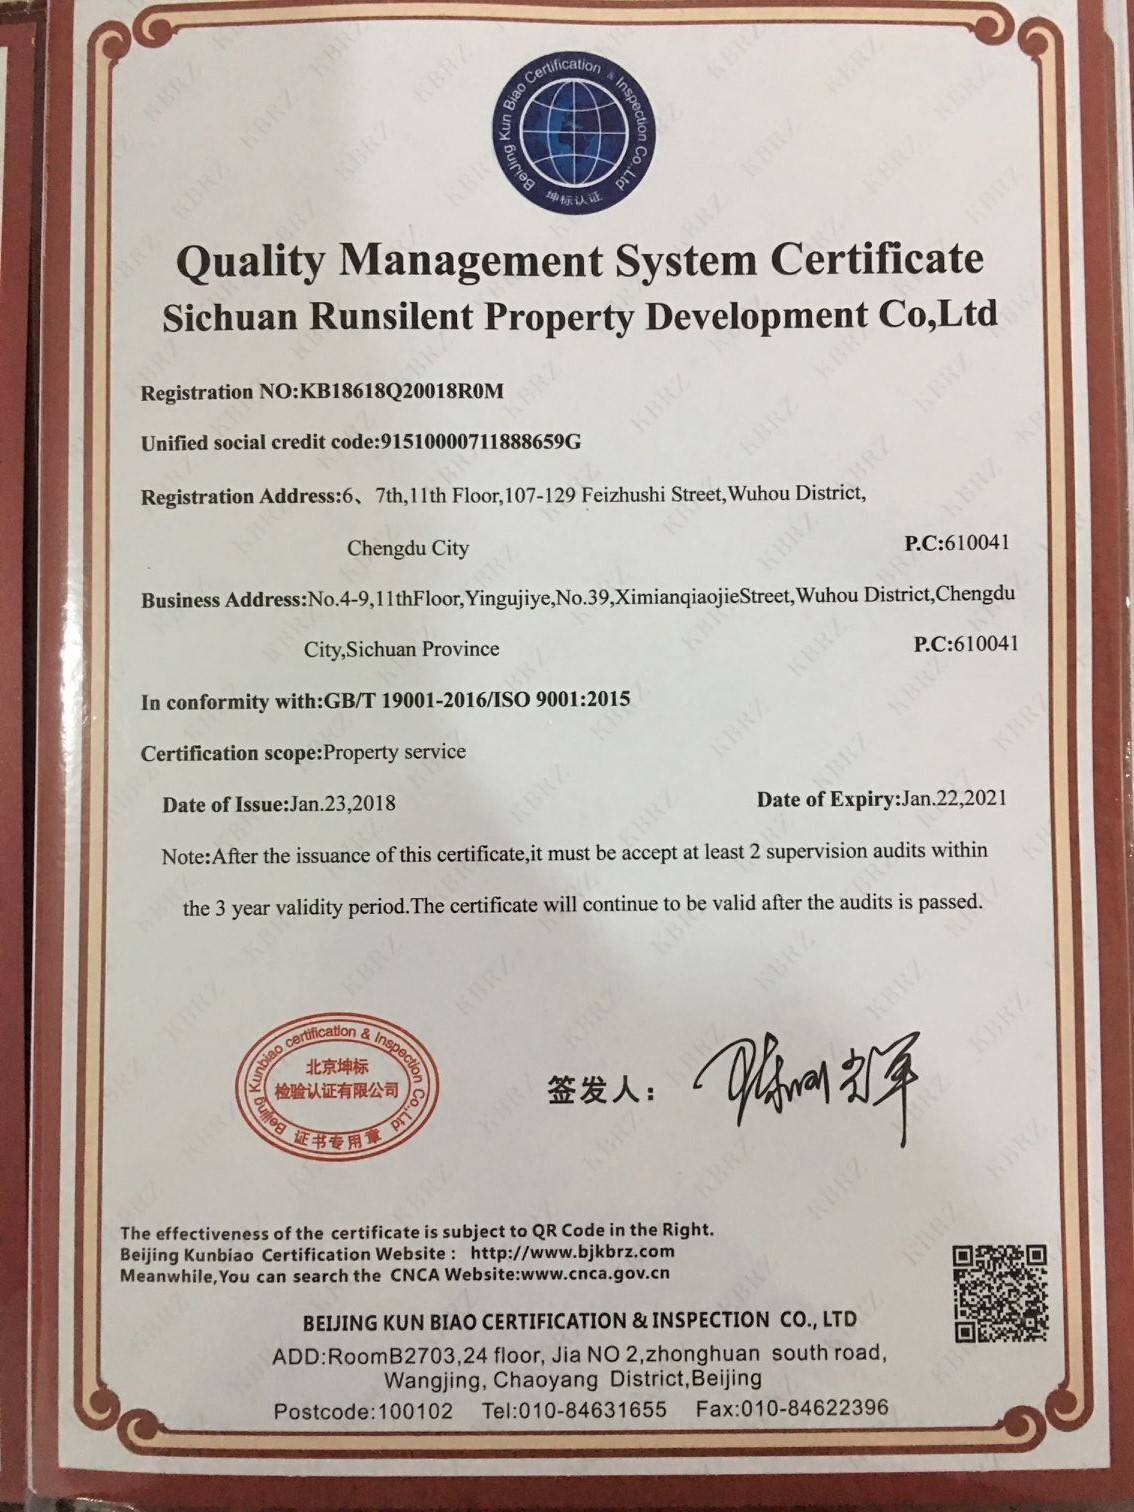 Beijing Kun Biao Certification & Inspection Co.,Ltd
坤标认证
Quality Management System Certificate
Sichuan Runsilent Property Development Co,Ltd
Registration NO:KB18618Q20018R0M
Unified social credit code:91510000711888659G
Registration Address:6、7th,11th Floor,107-129 Feizhushi Street,Wuhou District,
Chengdu City P.C:610041
Business Address:No.4-9,11thFloor,Yingujiye,No.39,XimianqiaojieStreet,Wuhou District,Chengdu
City,Sichuan Province P.C:610041
In conformity with:GB/T 19001-2016/ISO 9001:2015
Certification scope:Property service
Date of Issue:Jan.23,2018 Date of Expiry:Jan.22,2021
Note:After the issuance of this certificate,it must be accept at least 2 supervision audits within
the 3 year validity period.The certificate will continue to be valid after the audits is passed.
Beijing Kunbiao certification & Inspection Co.,Ltd
北京坤标
检验认证有限公司
证书专用章
签发人：
The effectiveness of the certificate is subject to QR Code in the Right.
Beijing Kunbiao Certification Website： http://www.bjkbrz.com
Meanwhile,You can search the CNCA Website:www.cnca.gov.cn
BEIJING KUN BIAO CERTIFICATION & INSPECTION CO., LTD
ADD:RoomB2703,24 floor, Jia NO 2,zhonghuan south road,
Wangjing, Chaoyang District,Beijing
Postcode:100102 Tel:010-84631655 Fax:010-84622396
KBRZ